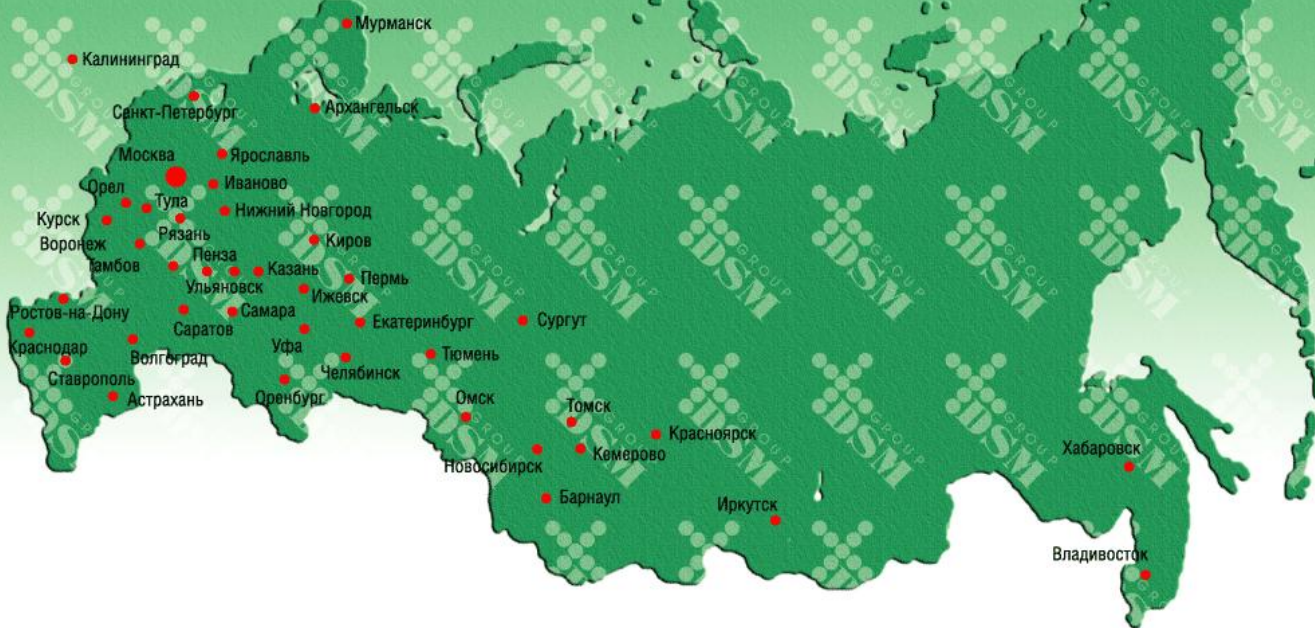 Мурманск
Калининград
Санкт-Петербург
Архангельск
Москва
Ярославль
Иваново
Орел
Тула
Нижний Новгород
Курск
Рязань
Воронеж
Киров
Пенза
Тамбов
Казань
Пермь
Ульяновск
Ижевск
Ростов-на-Дону
Саратов
Самара
Екатеринбург
Сургут
Краснодар
Волгоград
Уфа
Тюмень
Челябинск
Ставрополь
Астрахань
Оренбург
Омск
Томск
Красноярск
Новосибирск
Кемерово
Хабаровск
Барнаул
Иркутск
Владивосток
DSM GROUP